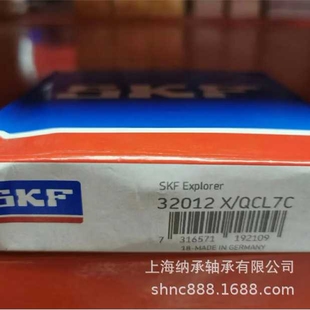 SKF
SKF
SKF Explorer
32012 X/QCL7C
7 316571 192109
18-MADE IN GERMANY
上海纳承轴承有限公司
shnc888.1688.com